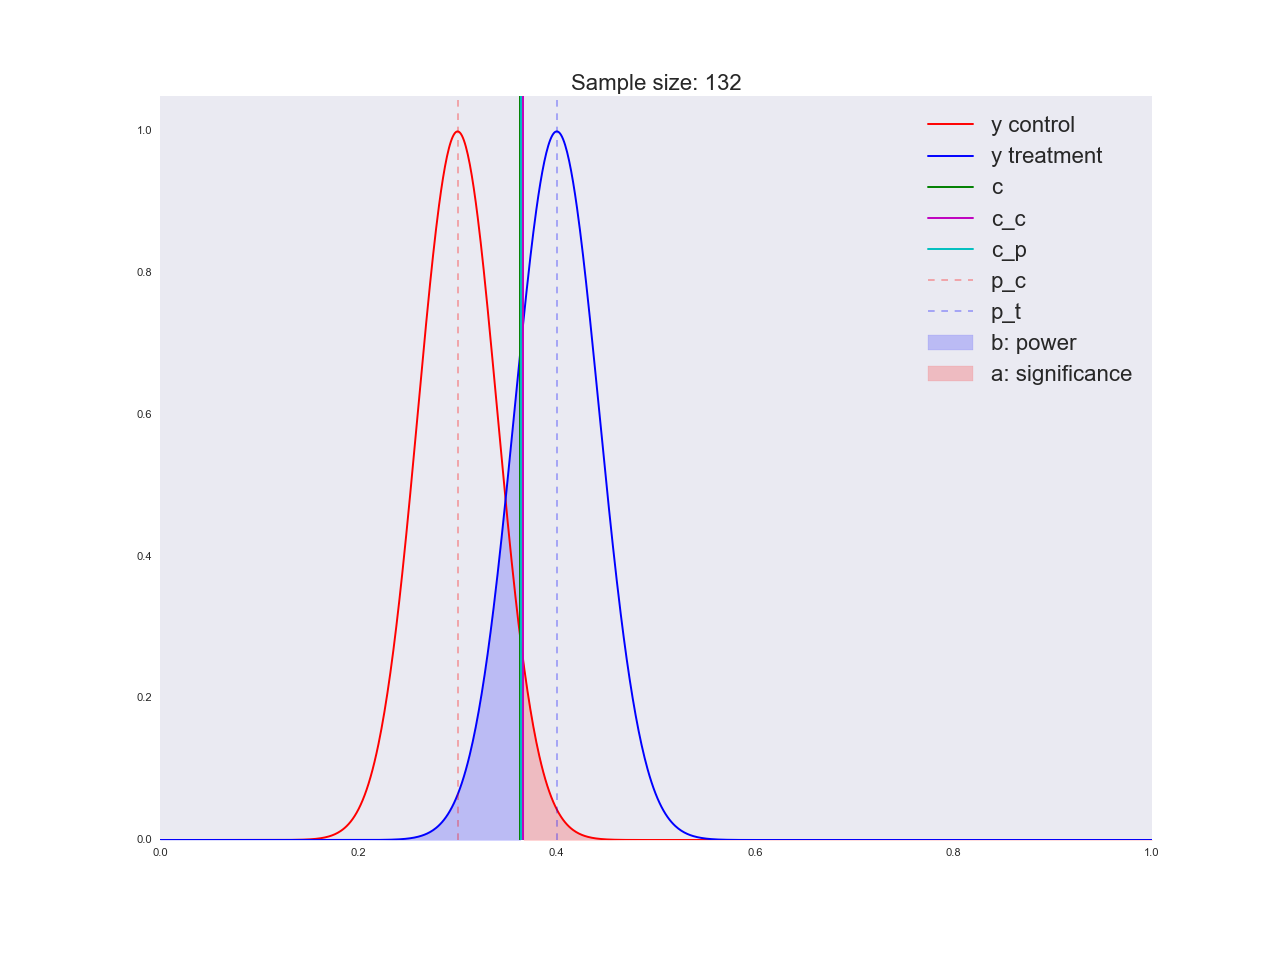 Sample size: 132
1.0
0.8
0.6
0.4
0.2
0.0
0.0 0.2 0.4 0.6 0.8 1.0
y control
y treatment
c
c_c
c_p
p_c
p_t
b: power
a: significance